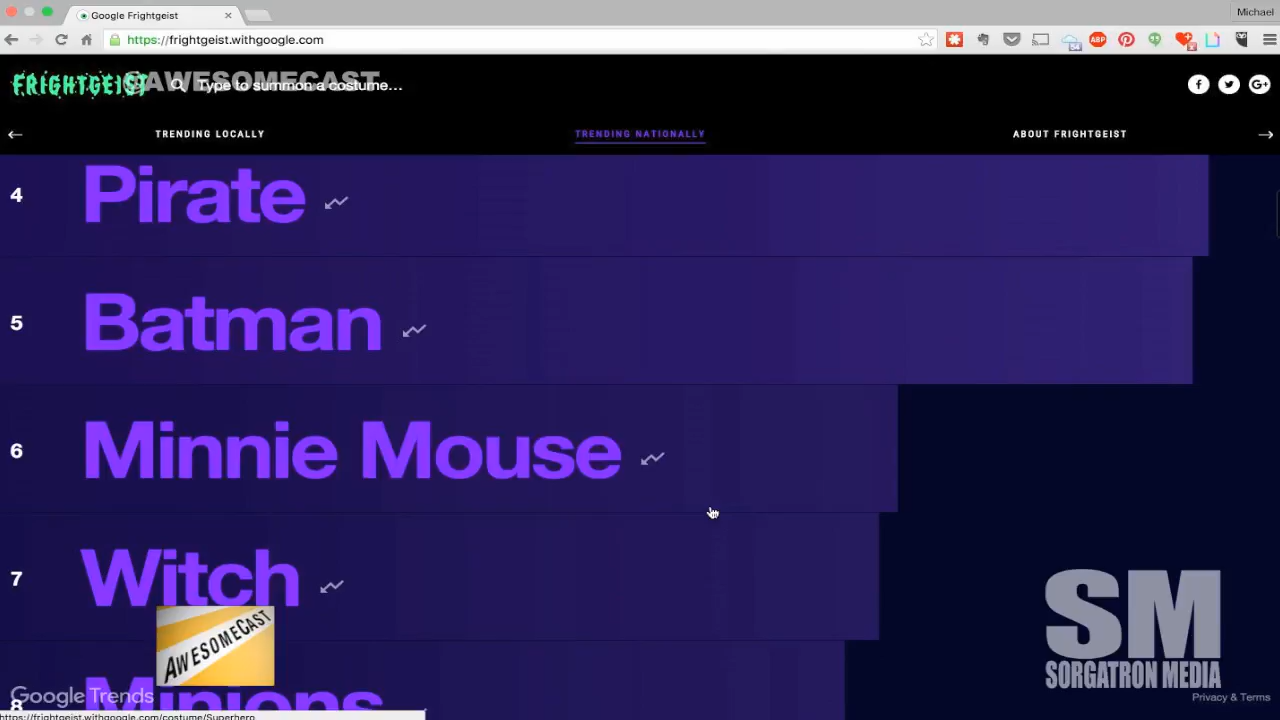 Google Frightgeist
Michael
https://frightgeist.withgoogle.com
ABP
FRIGHTGEIST
@AWESOMECAST
Type to summon a costume...
TRENDING LOCALLY
TRENDING NATIONALLY
ABOUT FRIGHTGEIST
4 Pirate
5 Batman
6 Minnie Mouse
7 Witch
8 Minions
AWESOMECAST
SM
SORGATRON MEDIA
Google Trends
Privacy & Terms
https://frightgeist.withgoogle.com/costume/Superhero